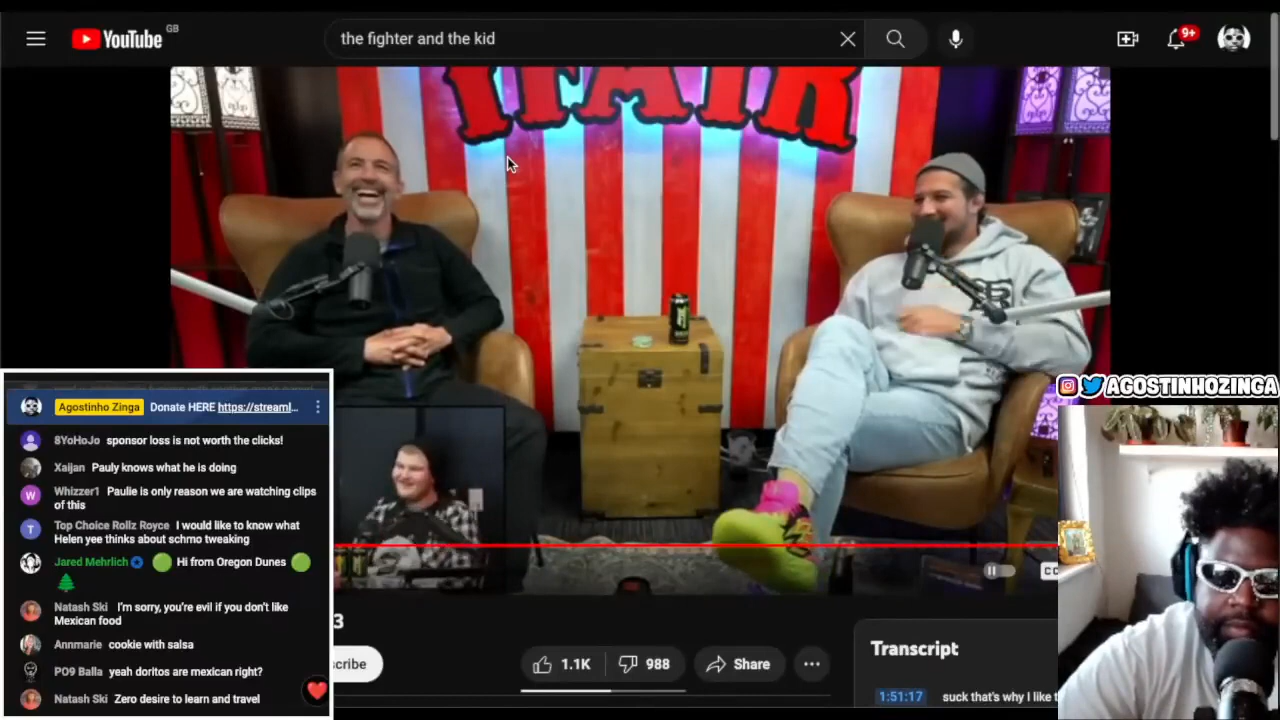 YouTube GB
the fighter and the kid
9+
TFATK
AGOSTINHOZINGA
Agostinho Zinga Donate HERE https://streaml...
8YoHoJo sponsor loss is not worth the clicks!
Xaijan Pauly knows what he is doing
W Whizzer1 Paulie is only reason we are watching clips
of this
T Top Choice Rollz Royce I would like to know what
Helen yee thinks about schmo tweaking
Jared Mehrlich Hi from Oregon Dunes
Natash Ski I'm sorry, you're evil if you don't like
Mexican food
Annmarie cookie with salsa
PO9 Balla yeah doritos are mexican right?
Natash Ski Zero desire to learn and travel
CC
3
scribe
1.1K
988
Share
Transcript
1:51:17 suck that's why I like t